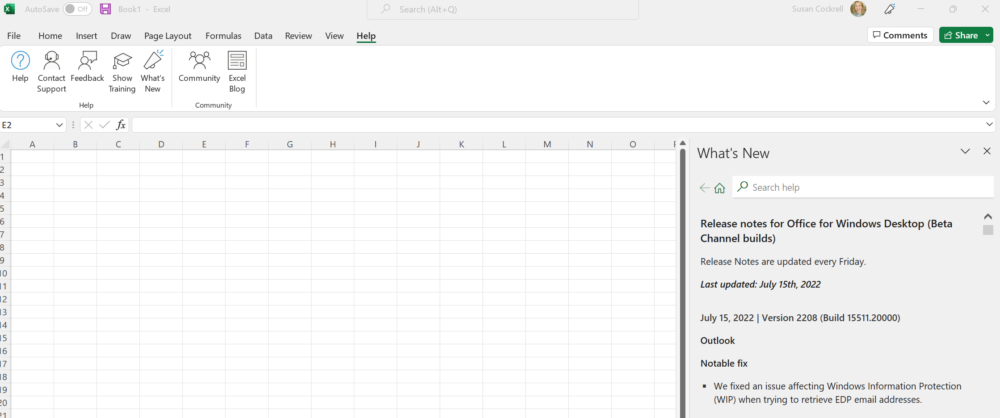 AutoSave Off Book1 - Excel Search (Alt+Q) Susan Cockrell
File Home Insert Draw Page Layout Formulas Data Review View Help Comments Share
Help Contact Support Feedback Show Training What's New Community Excel Blog
Help Community
E2 fx
A B C D E F G H I J K L M N O
1
2
3
4
5
6
7
8
9
10
11
12
13
14
15
16
17
18
19
20
21
What's New
Search help
Release notes for Office for Windows Desktop (Beta
Channel builds)
Release Notes are updated every Friday.
Last updated: July 15th, 2022
July 15, 2022 | Version 2208 (Build 15511.20000)
Outlook
Notable fix
▪ We fixed an issue affecting Windows Information Protection
(WIP) when trying to retrieve EDP email addresses.